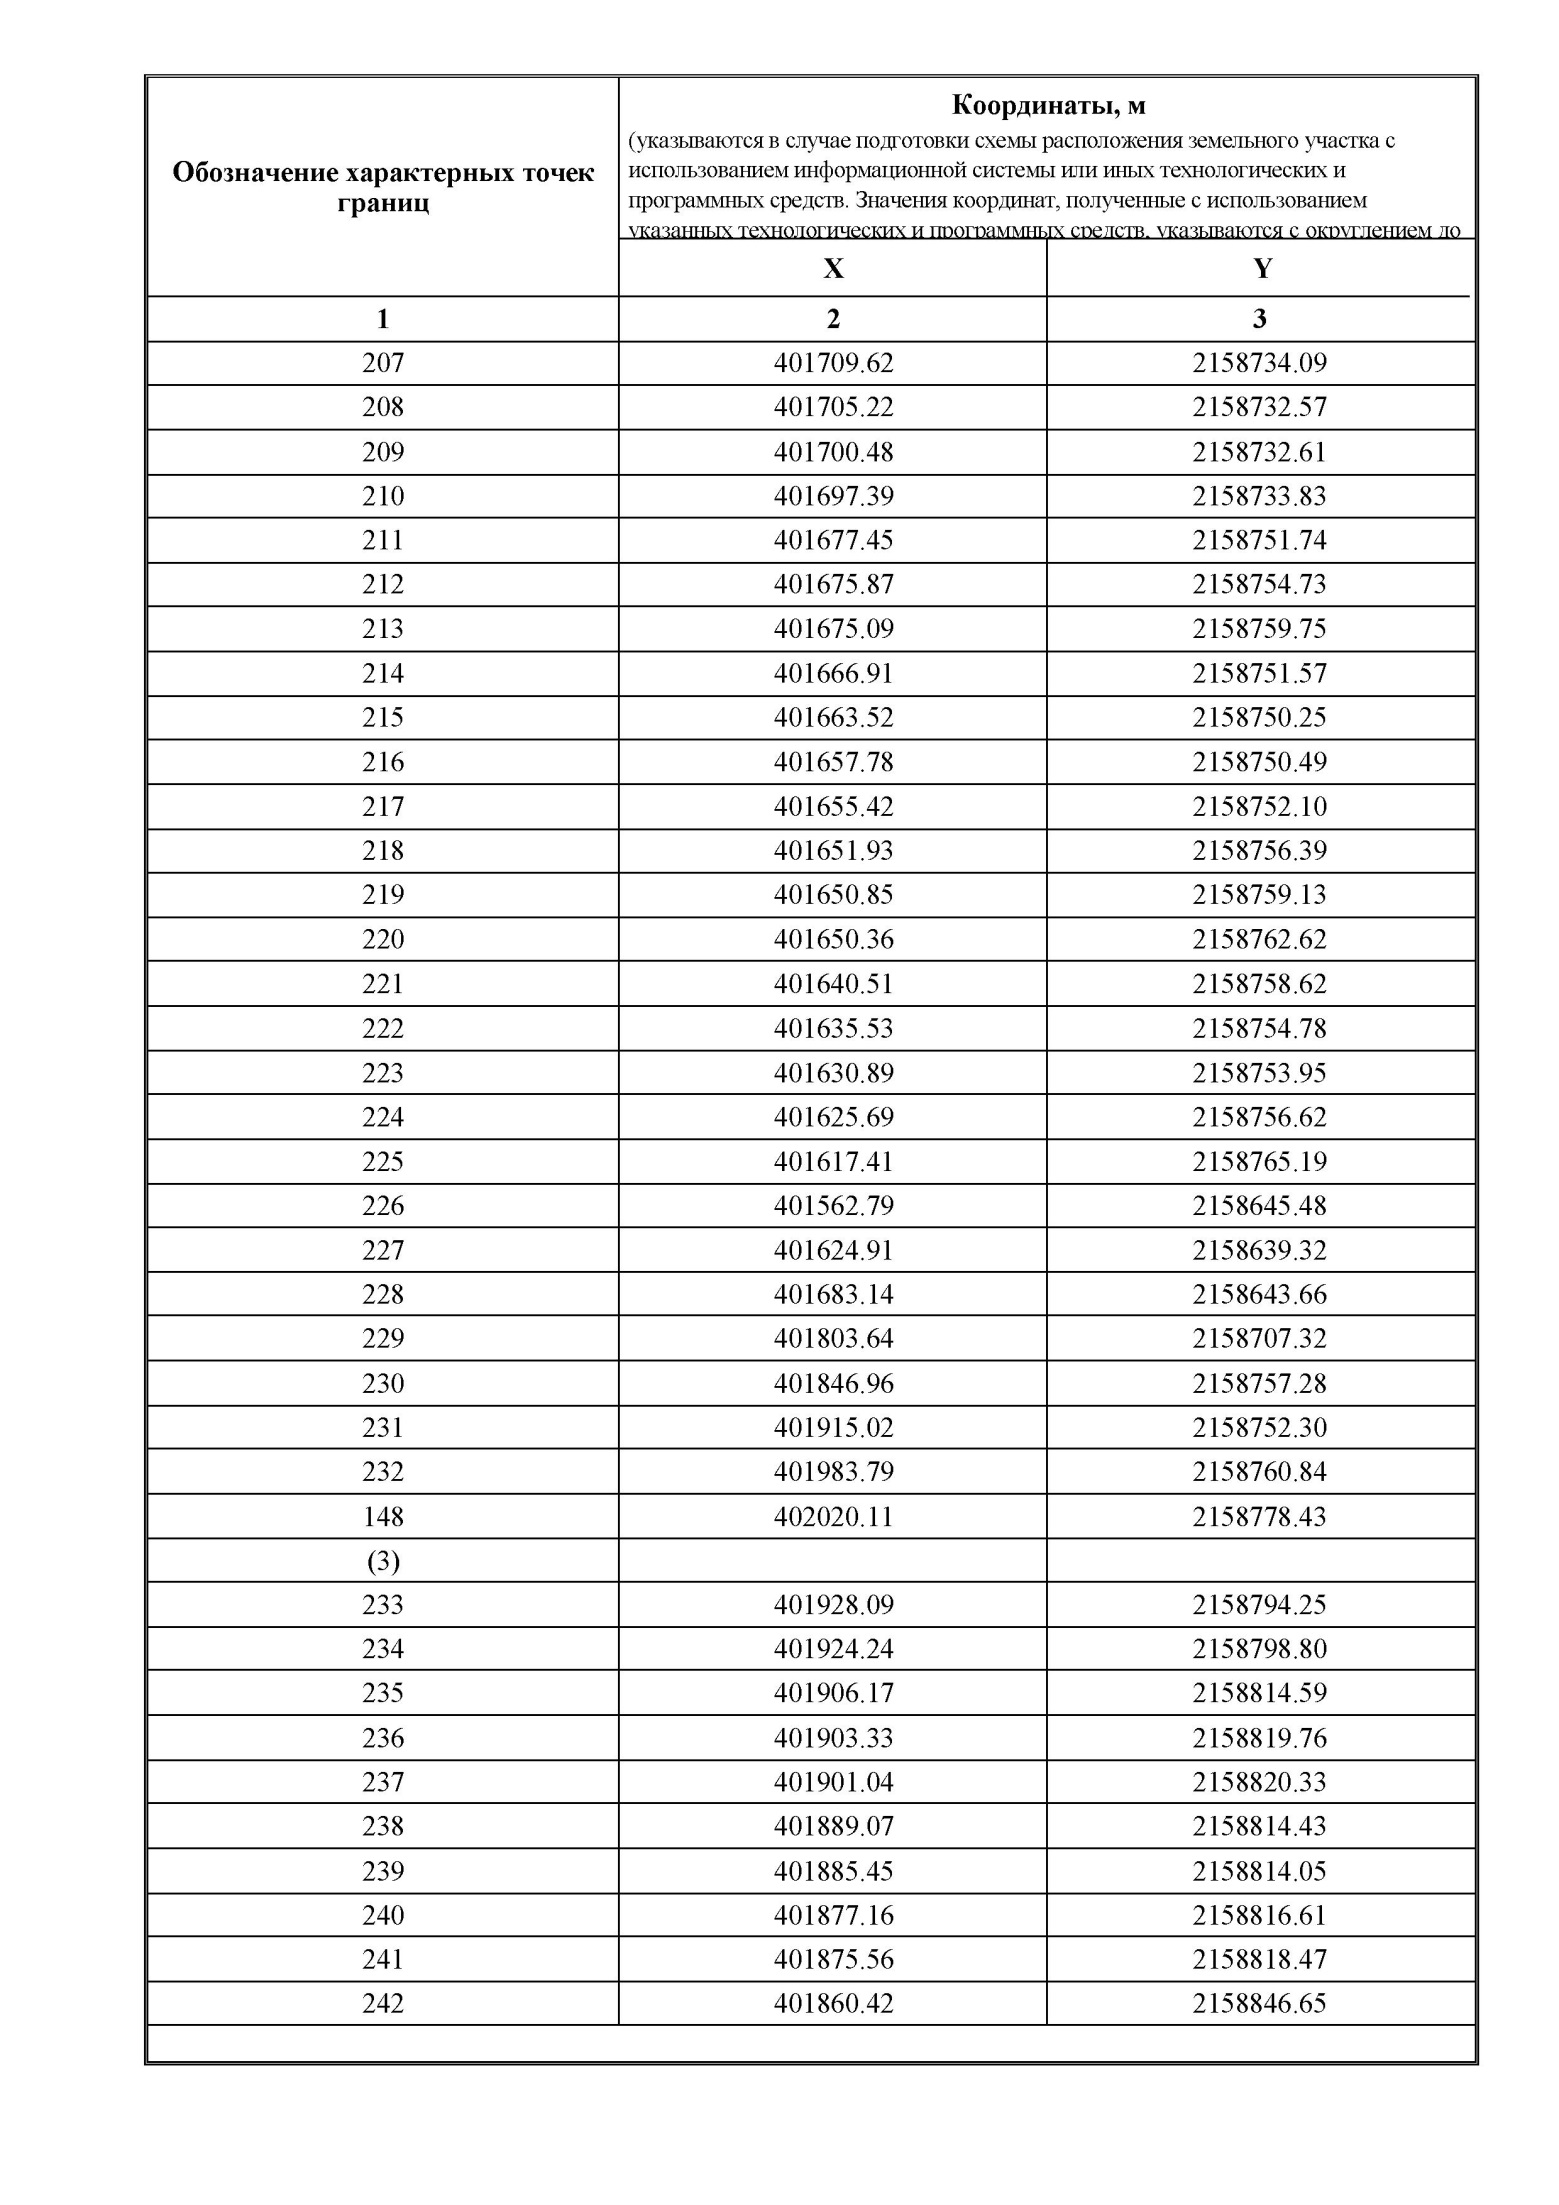 Обозначение характерных точек
границ
Координаты, м
(указываются в случае подготовки схемы расположения земельного участка с
использованием информационной системы или иных технологических и
программных средств. Значения координат, полученные с использованием
указанных технологических и программных средств, указываются с округлением до
X Y
1 2 3
207 401709.62 2158734.09
208 401705.22 2158732.57
209 401700.48 2158732.61
210 401697.39 2158733.83
211 401677.45 2158751.74
212 401675.87 2158754.73
213 401675.09 2158759.75
214 401666.91 2158751.57
215 401663.52 2158750.25
216 401657.78 2158750.49
217 401655.42 2158752.10
218 401651.93 2158756.39
219 401650.85 2158759.13
220 401650.36 2158762.62
221 401640.51 2158758.62
222 401635.53 2158754.78
223 401630.89 2158753.95
224 401625.69 2158756.62
225 401617.41 2158765.19
226 401562.79 2158645.48
227 401624.91 2158639.32
228 401683.14 2158643.66
229 401803.64 2158707.32
230 401846.96 2158757.28
231 401915.02 2158752.30
232 401983.79 2158760.84
148 402020.11 2158778.43
(3)
233 401928.09 2158794.25
234 401924.24 2158798.80
235 401906.17 2158814.59
236 401903.33 2158819.76
237 401901.04 2158820.33
238 401889.07 2158814.43
239 401885.45 2158814.05
240 401877.16 2158816.61
241 401875.56 2158818.47
242 401860.42 2158846.65